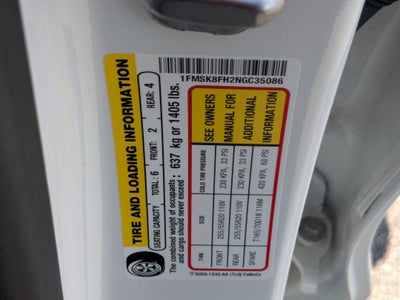 TIRE AND LOADING INFORMATION
SEATING CAPACITY TOTAL: 6 FRONT: 2 REAR: 4
The combined weight of occupants
and cargo should never exceed : 637 kg or 1405 lbs.
TIRE SIZE COLD TIRE PRESSURE
FRONT 255/55R20 110V 230 KPA, 33 PSI
REAR 255/55R20 110V 230 KPA, 33 PSI
SPARE T165/70D18 116M 420 KPA, 60 PSI
SEE OWNERS
MANUAL FOR
ADDITIONAL
INFORMATION
1FMSK8FH2NGC35086